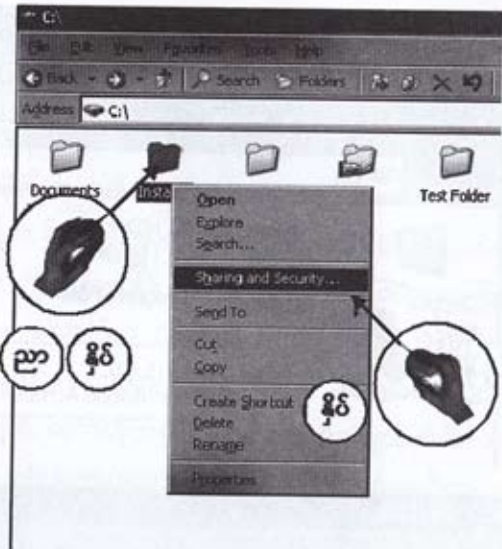 C:\
File Edit View Favorites Tools Help
Back Search Folders
Address C:\
Documents
Test Folder
Open
Explore
Search...
Sharing and Security...
Send To
Cut
Copy
Create Shortcut
Delete
Rename
Properties
ညာ နှိပ်
နှိပ်